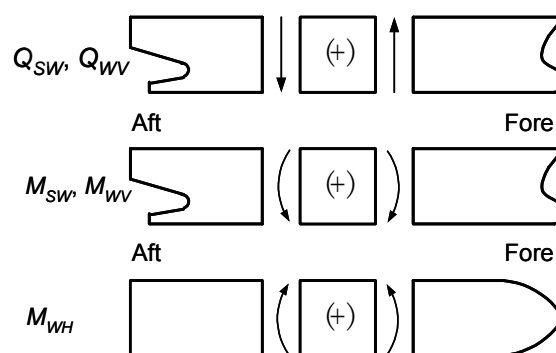 Q_SW, Q_WV (+)
Aft Fore
M_SW, M_WV (+)
Aft Fore
M_WH (+)